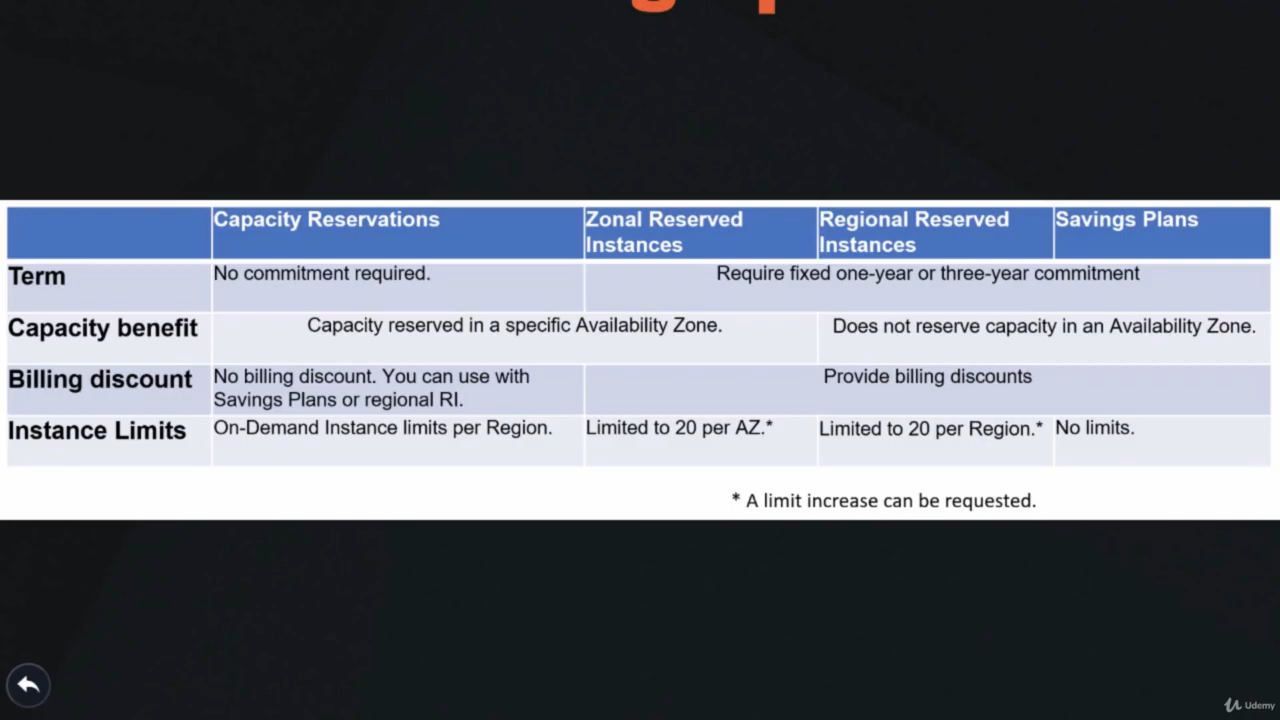 Capacity Reservations
Zonal Reserved
Instances
Regional Reserved
Instances
Savings Plans
Term
No commitment required.
Require fixed one-year or three-year commitment
Capacity benefit
Capacity reserved in a specific Availability Zone.
Does not reserve capacity in an Availability Zone.
Billing discount
No billing discount. You can use with
Savings Plans or regional RI.
Provide billing discounts
Instance Limits
On-Demand Instance limits per Region.
Limited to 20 per AZ.*
Limited to 20 per Region.*
No limits.
* A limit increase can be requested.
Udemy